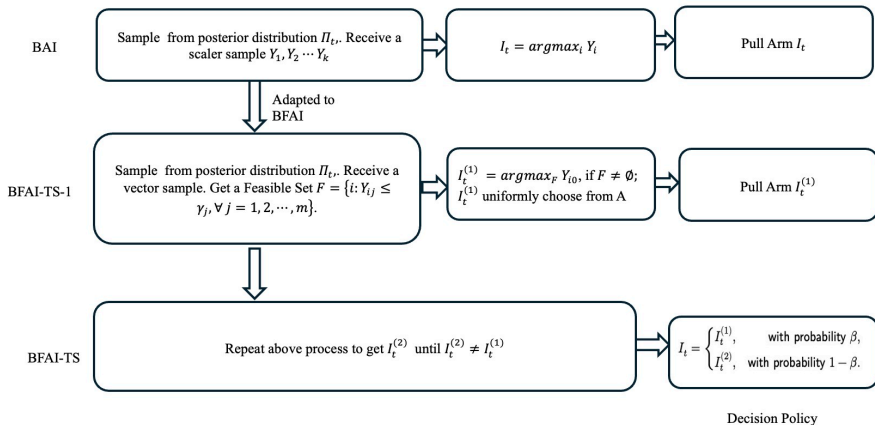 BAI
Sample from posterior distribution Π_t,. Receive a
scaler sample Y_1, Y_2 ⋯ Y_k
I_t = argmax_i Y_i
Pull Arm I_t
Adapted to
BFAI
BFAI-TS-1
Sample from posterior distribution Π_t,. Receive a
vector sample. Get a Feasible Set F = {i: Y_ij ≤
γ_j, ∀ j = 1, 2, ⋯, m}.
I_t^(1) = argmax_F Y_i0, if F ≠ ∅;
I_t^(1) uniformly choose from A
Pull Arm I_t^(1)
BFAI-TS
Repeat above process to get I_t^(2) until I_t^(2) ≠ I_t^(1)
I_t = { I_t^(1), with probability β,
I_t^(2), with probability 1 − β.
Decision Policy